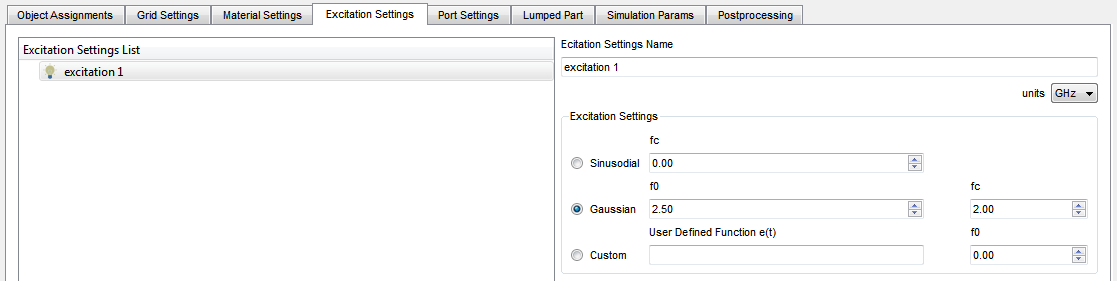 Object Assignments Grid Settings Material Settings Excitation Settings Port Settings Lumped Part Simulation Params Postprocessing
Excitation Settings List
excitation 1
Ecitation Settings Name
excitation 1
units GHz
Excitation Settings
fc
Sinusodial 0.00
f0 fc
Gaussian 2.50 2.00
User Defined Function e(t) f0
Custom 0.00